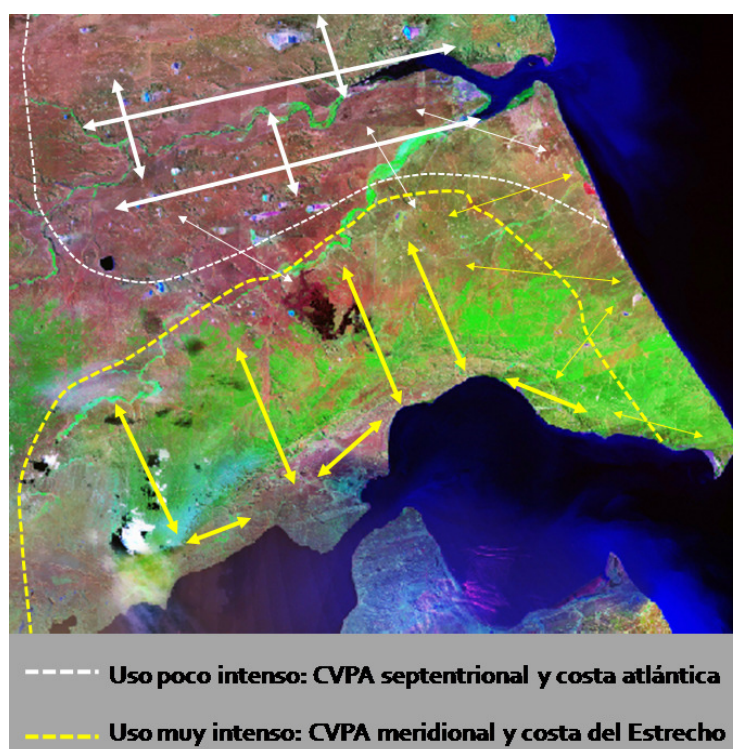 Uso poco intenso: CVPA septentrional y costa atlántica
Uso muy intenso: CVPA meridional y costa del Estrecho